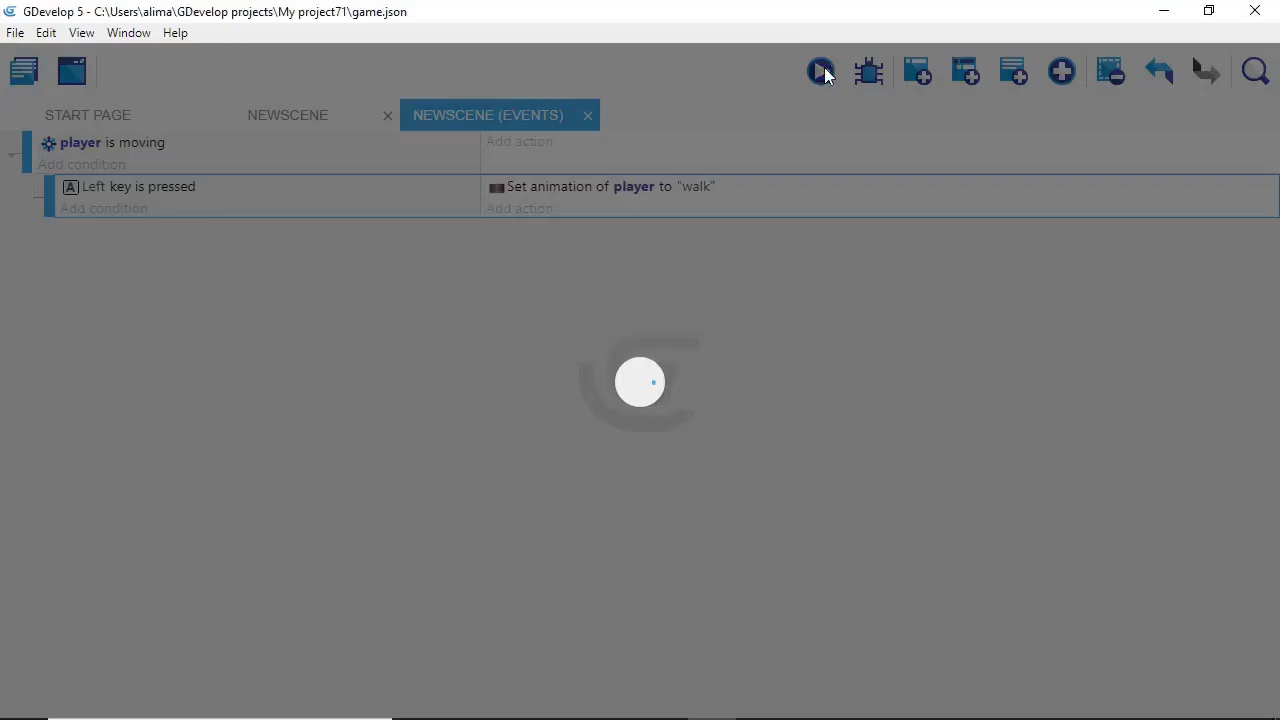 GDevelop 5 - C:\Users\alima\GDevelop projects\My project71\game.json
File Edit View Window Help
START PAGE NEWSCENE × NEWSCENE (EVENTS) ×
player is moving Add action
Add condition
A Left key is pressed Set animation of player to "walk"
Add condition Add action